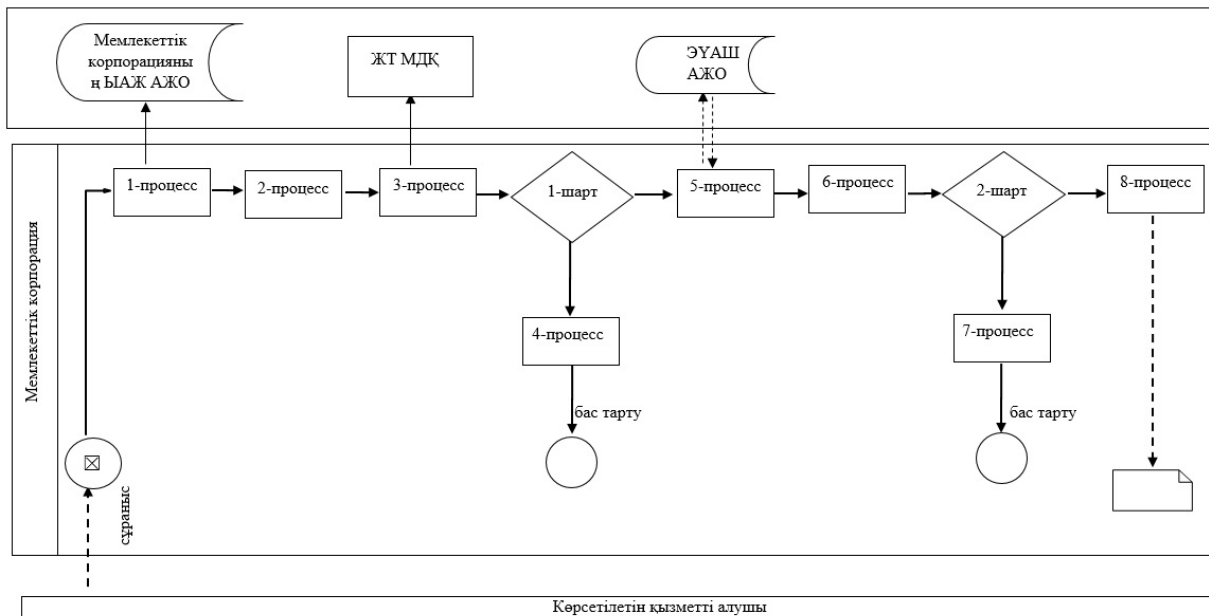 Мемлекеттік
корпорацияны
ң ЫАЖ АЖО
ЖТ МДҚ
ЭҮАШ
АЖО
1-процесс
2-процесс
3-процесс
1-шарт
5-процесс
6-процесс
2-шарт
8-процесс
4-процесс
7-процесс
бас тарту
бас тарту
Мемлекеттік корпорация
сұраныс
Көрсетілетін қызметті алушы